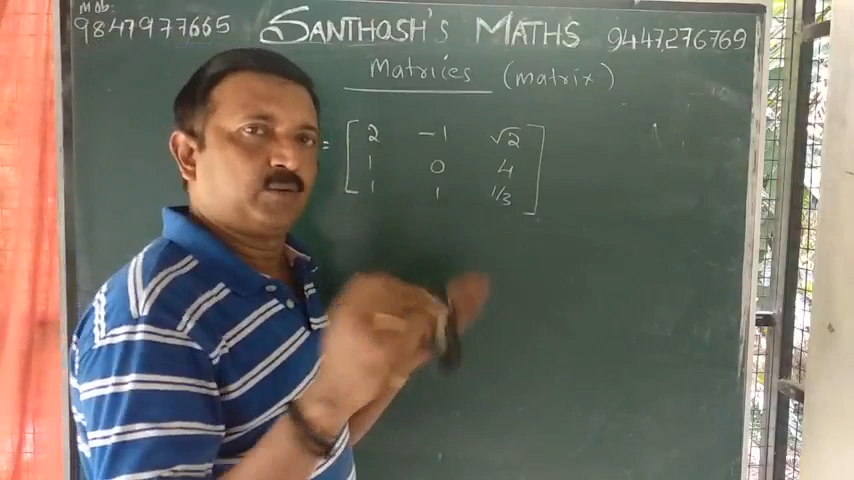 Mob:
9847977665 SANTHOSH'S MATHS (9447276769)
Matrices (matrix)
= [ 2 -1 √2
1 0 4
1 1 1/3 ]